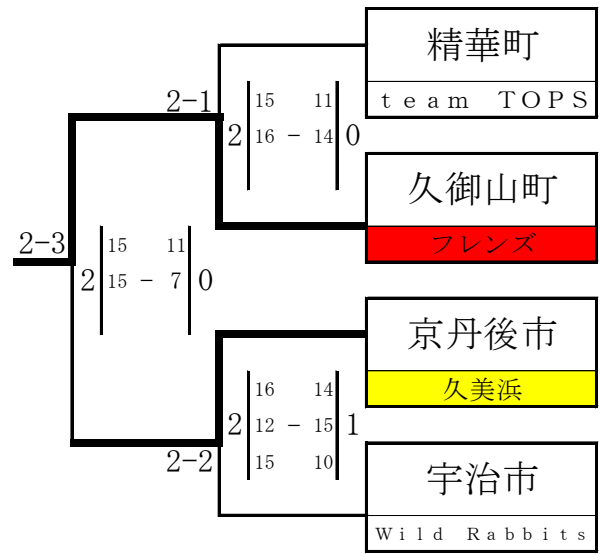 精華町
team TOPS
2-1
15 11
2 16 - 14 0
久御山町
フレンズ
2-3
15 11
2 15 - 7 0
京丹後市
久美浜
16 14
2 12 - 15 1
15 10
2-2
宇治市
Wild Rabbits